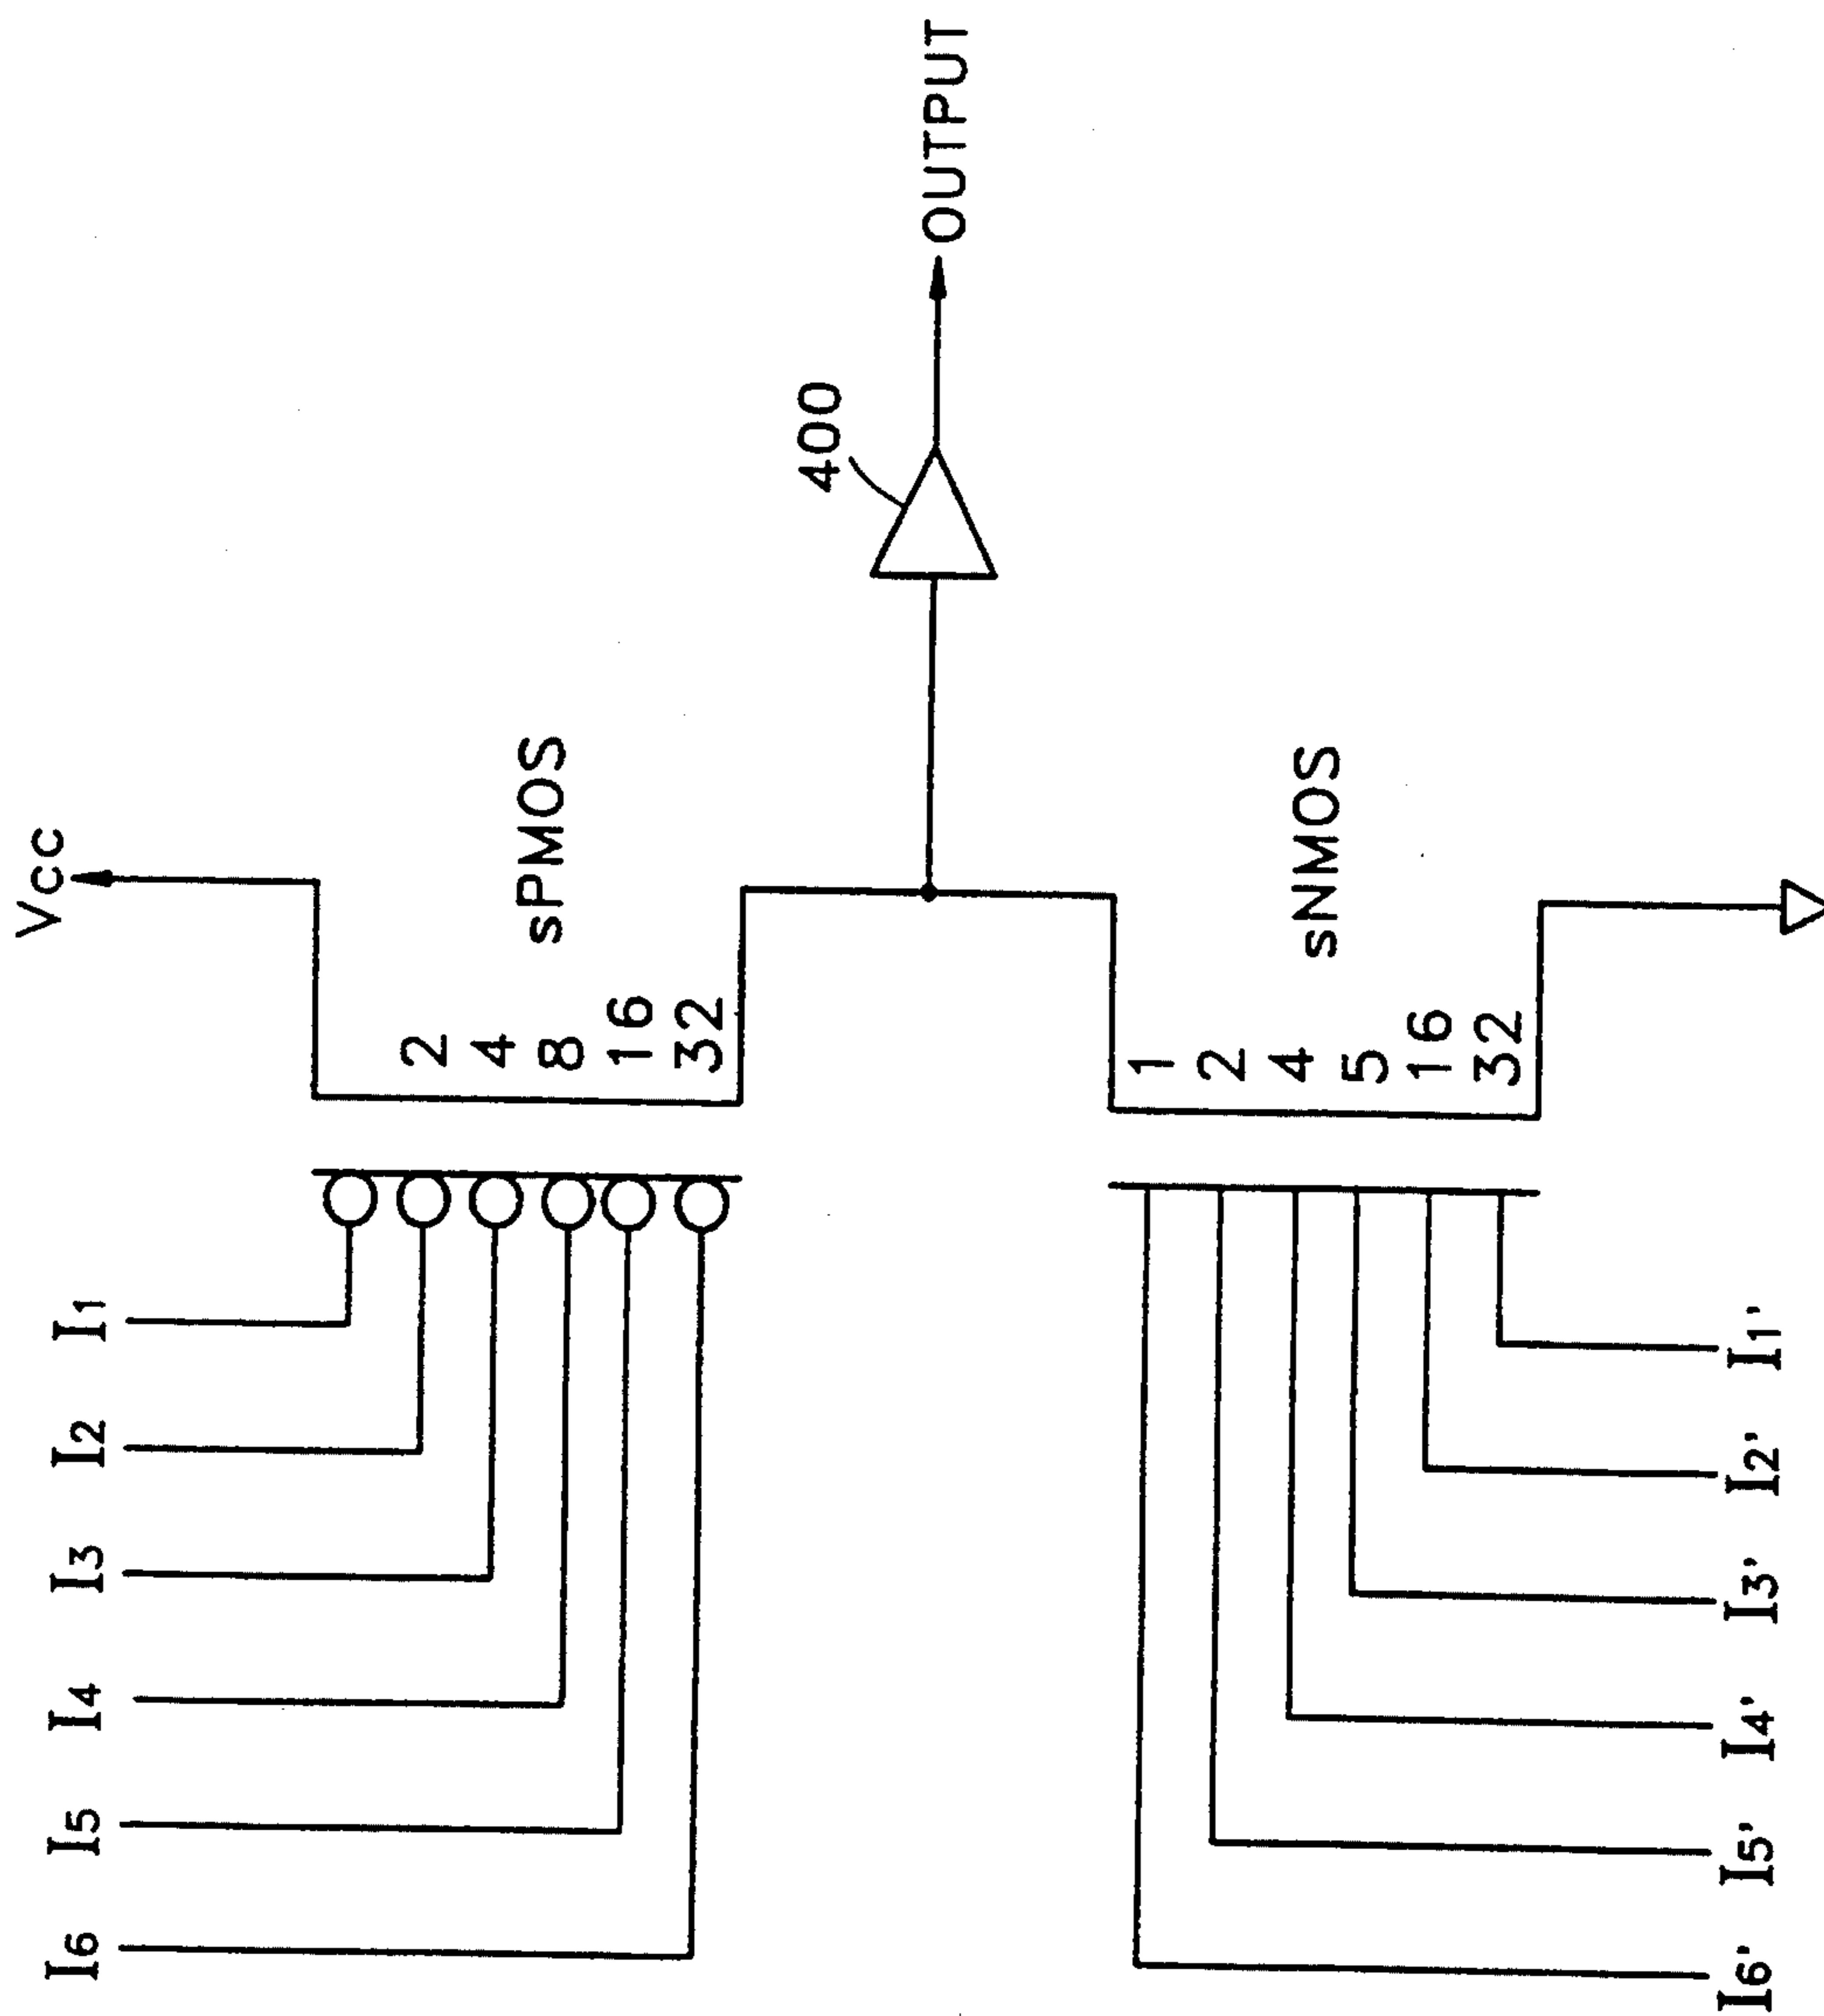 Vcc
I1
I2
I3
I4
I5
I6
2
4
8
16
32
sPMOS
400
OUTPUT
1
2
4
5
16
32
sNMOS
I1'
I2'
I3'
I4'
I5'
I6'